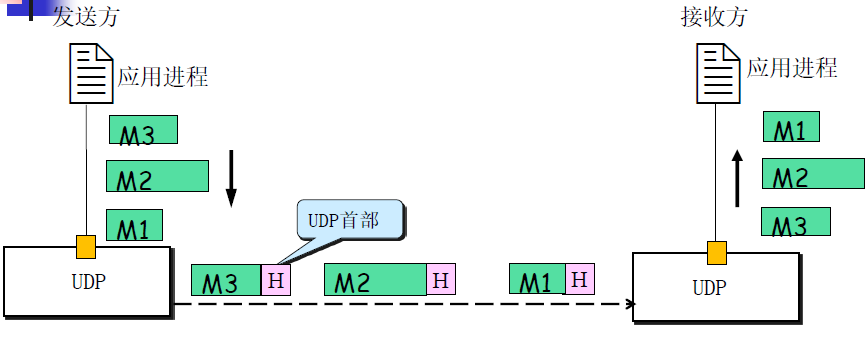 发送方
接收方
应用进程
应用进程
M3
M2
M1
M1
M2
M3
UDP首部
M3 H
M2 H
M1 H
UDP
UDP